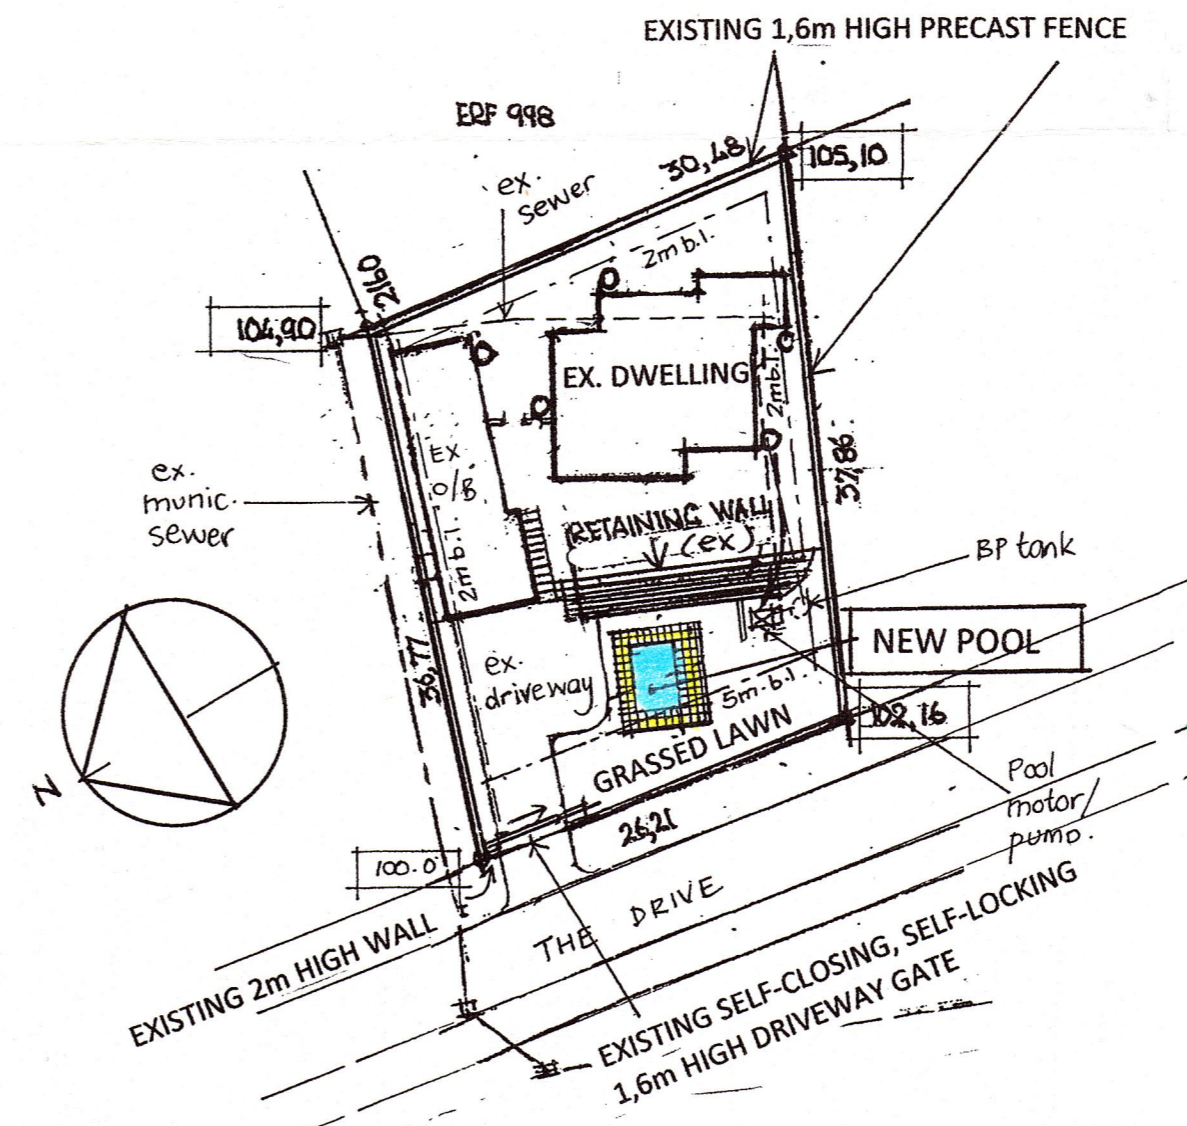 EXISTING 1,6m HIGH PRECAST FENCE
ERF 998
30,48
105,10
ex.
sewer
2m b.l.
2160
104,90
EX. DWELLING
2m b.l.
EX
O/B
37,86
ex.
munic.
sewer
2m b.l.
RETAINING WALL
(ex)
BP tank
NEW POOL
ex.
driveway
36,77
5m. b.l.
102,16
GRASSED LAWN
N
Pool
motor/
pump.
26,21
100.0
THE DRIVE
EXISTING 2m HIGH WALL
EXISTING SELF-CLOSING, SELF-LOCKING
1,6m HIGH DRIVEWAY GATE